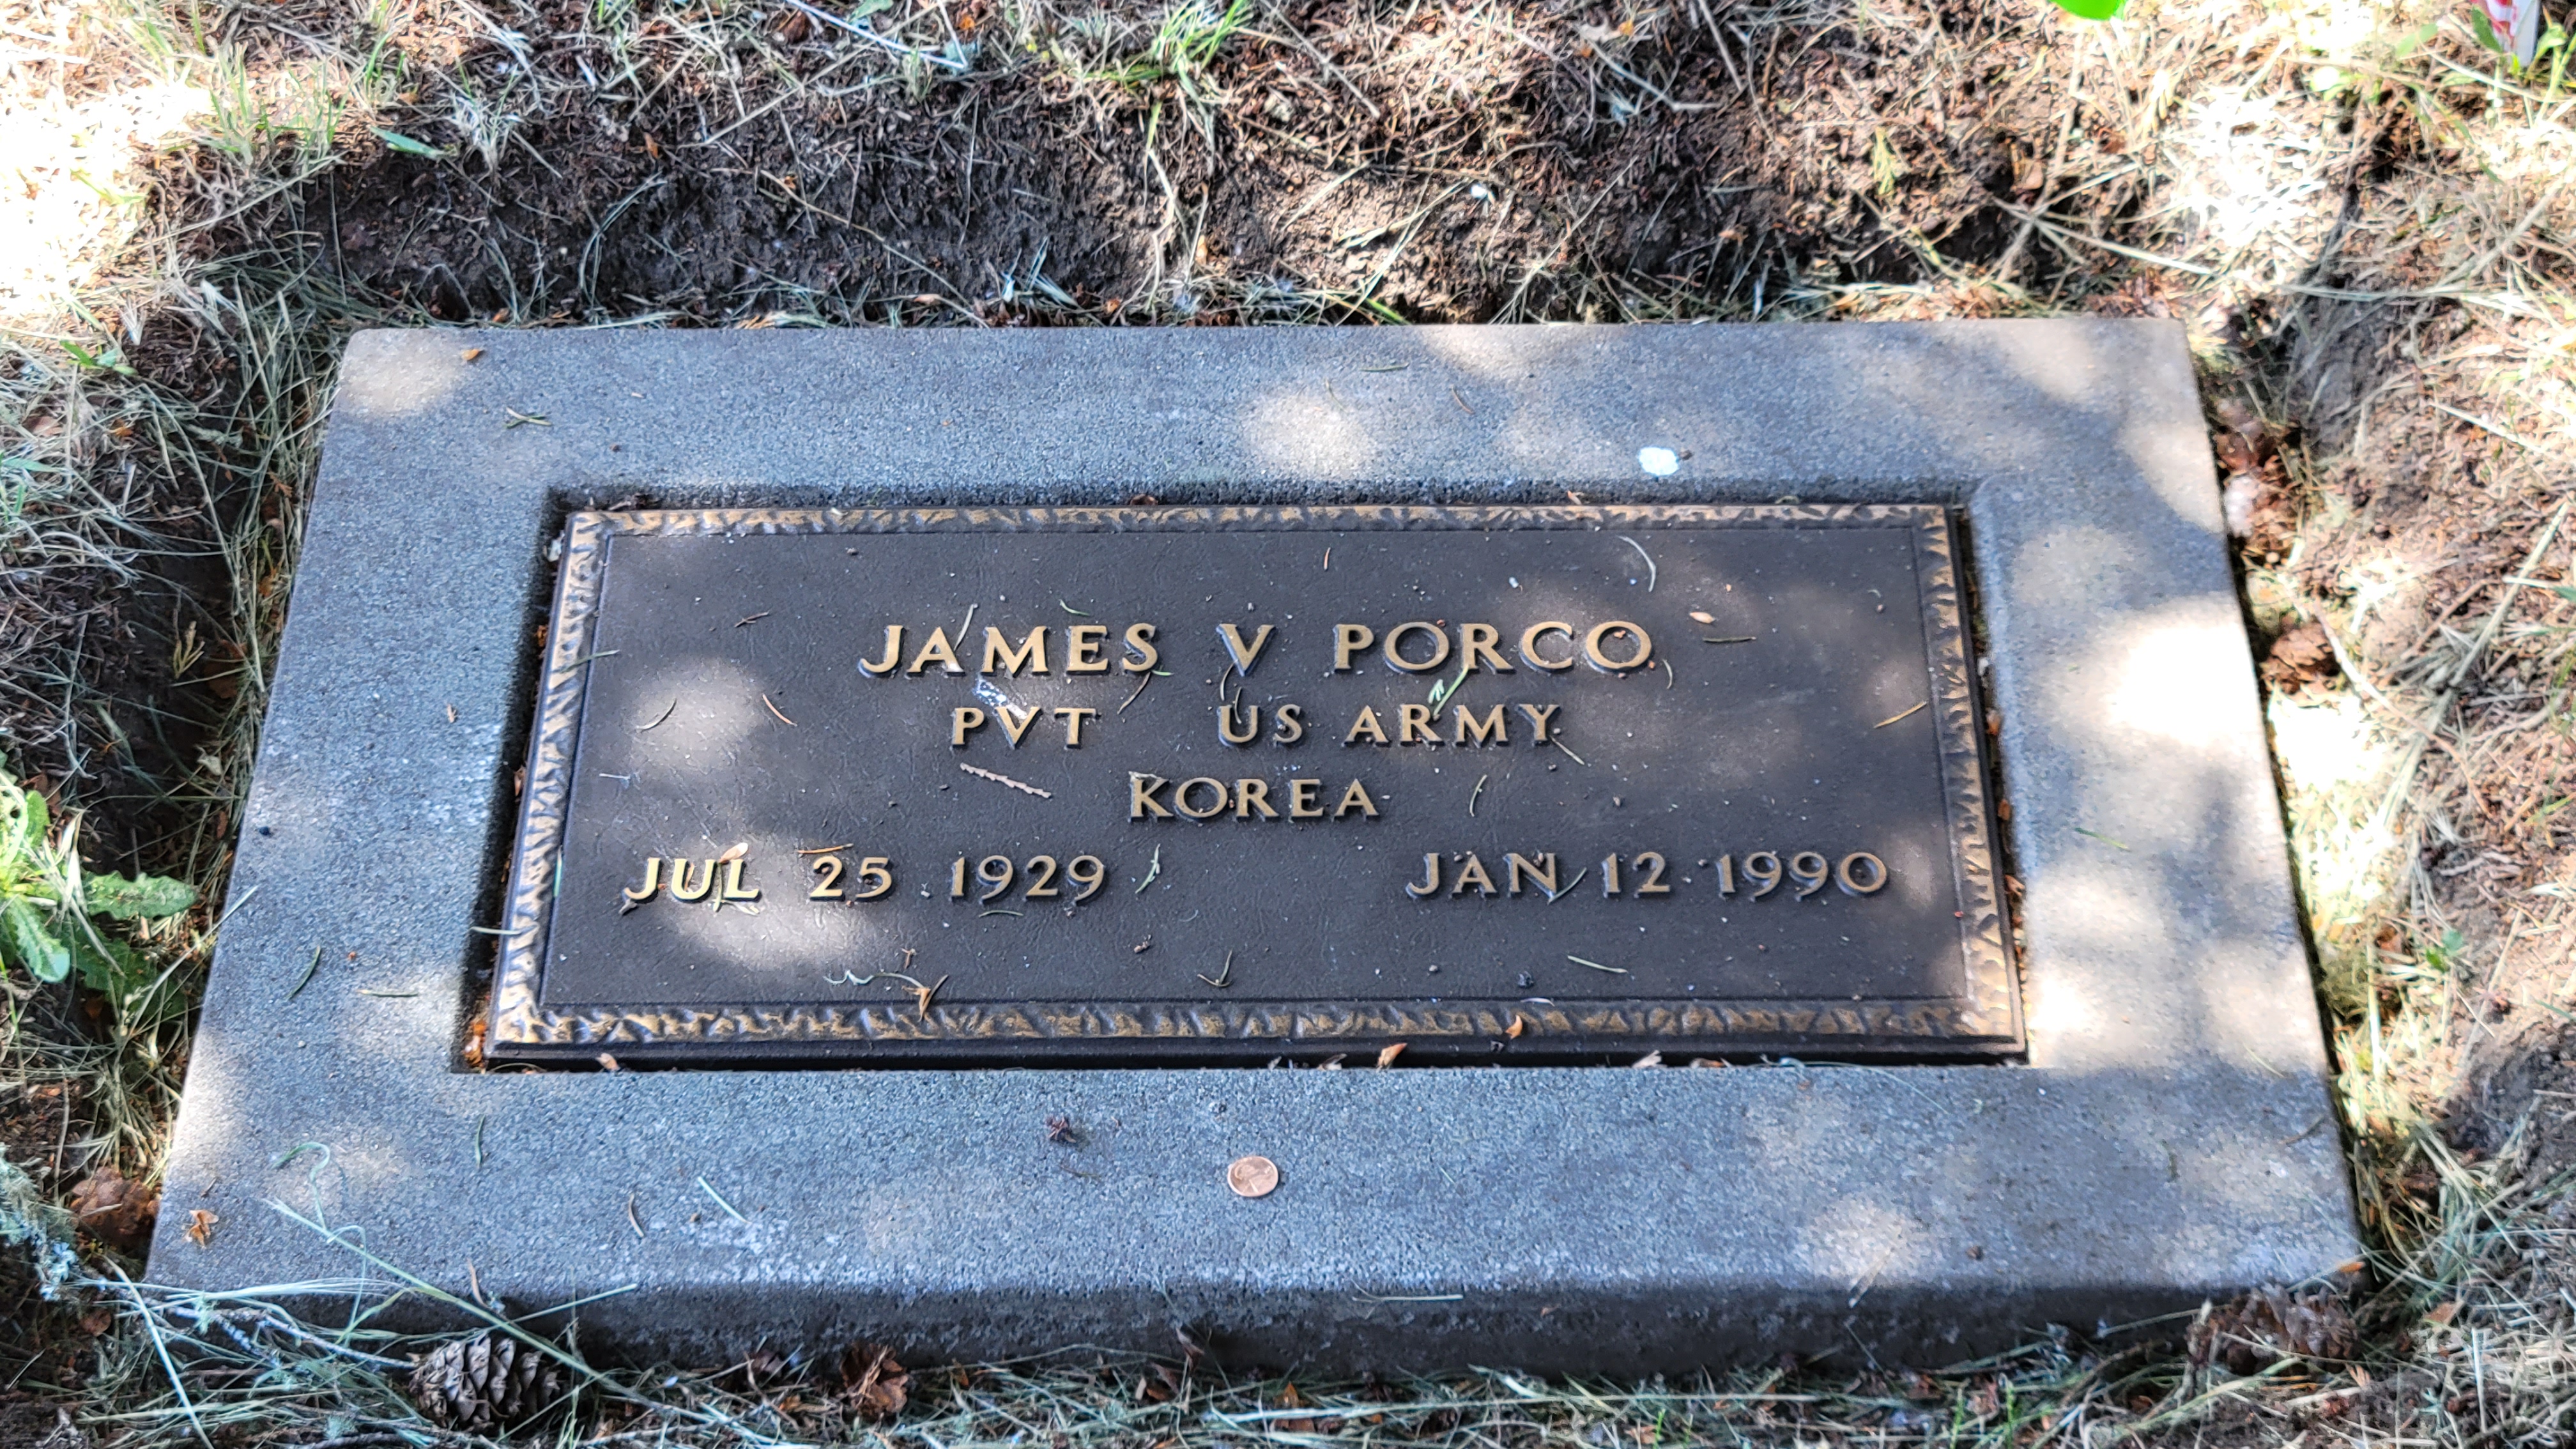 JAMES V PORCO
PVT US ARMY
KOREA
JUL 25 1929 JAN 12 1990